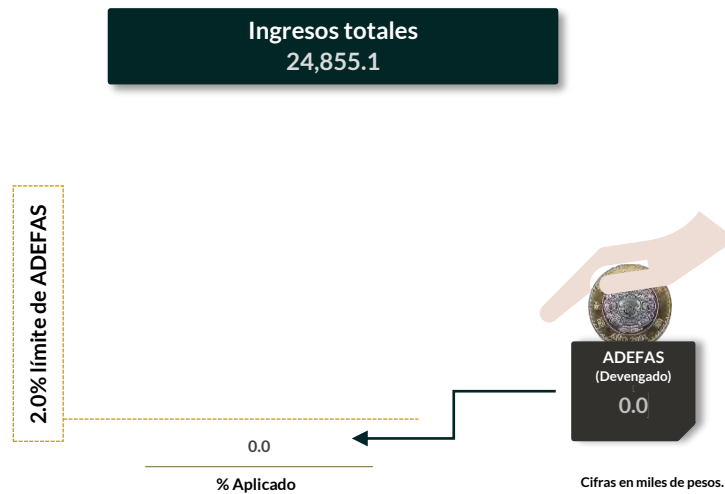 Ingresos totales
24,855.1
2.0% límite de ADEFAS
ADEFAS
(Devengado)
0.0
0.0
% Aplicado
Cifras en miles de pesos.